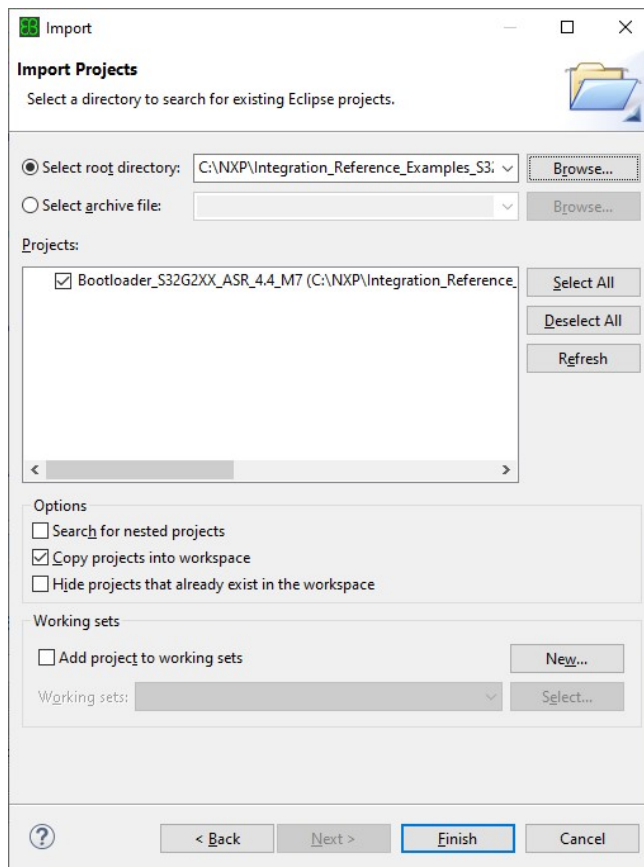 Import
Import Projects
Select a directory to search for existing Eclipse projects.
Select root directory: C:\NXP\Integration_Reference_Examples_S3 Browse...
Select archive file: Browse...
Projects:
Bootloader_S32G2XX_ASR_4.4_M7 (C:\NXP\Integration_Reference_
Select All
Deselect All
Refresh
Options
Search for nested projects
Copy projects into workspace
Hide projects that already exist in the workspace
Working sets
Add project to working sets New...
Working sets: Select...
? < Back Next > Finish Cancel